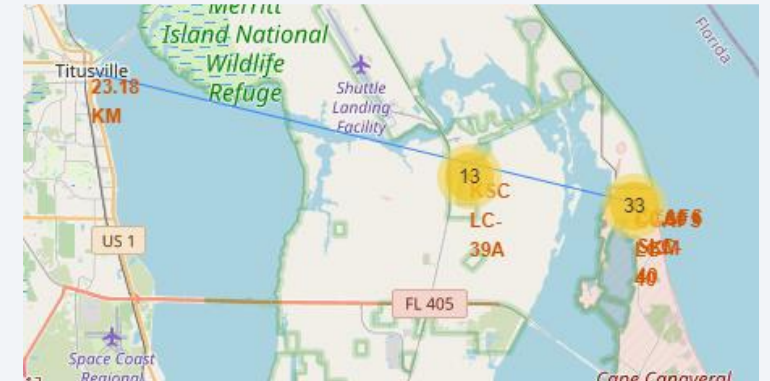 Merritt
Island National
Wildlife
Refuge
Florida
Titusville
23.18
KM
Shuttle
Landing
Facility
13
KSC
LC-
39A
33
40
US 1
FL 405
Space Coast
Regional
Cape Canaveral